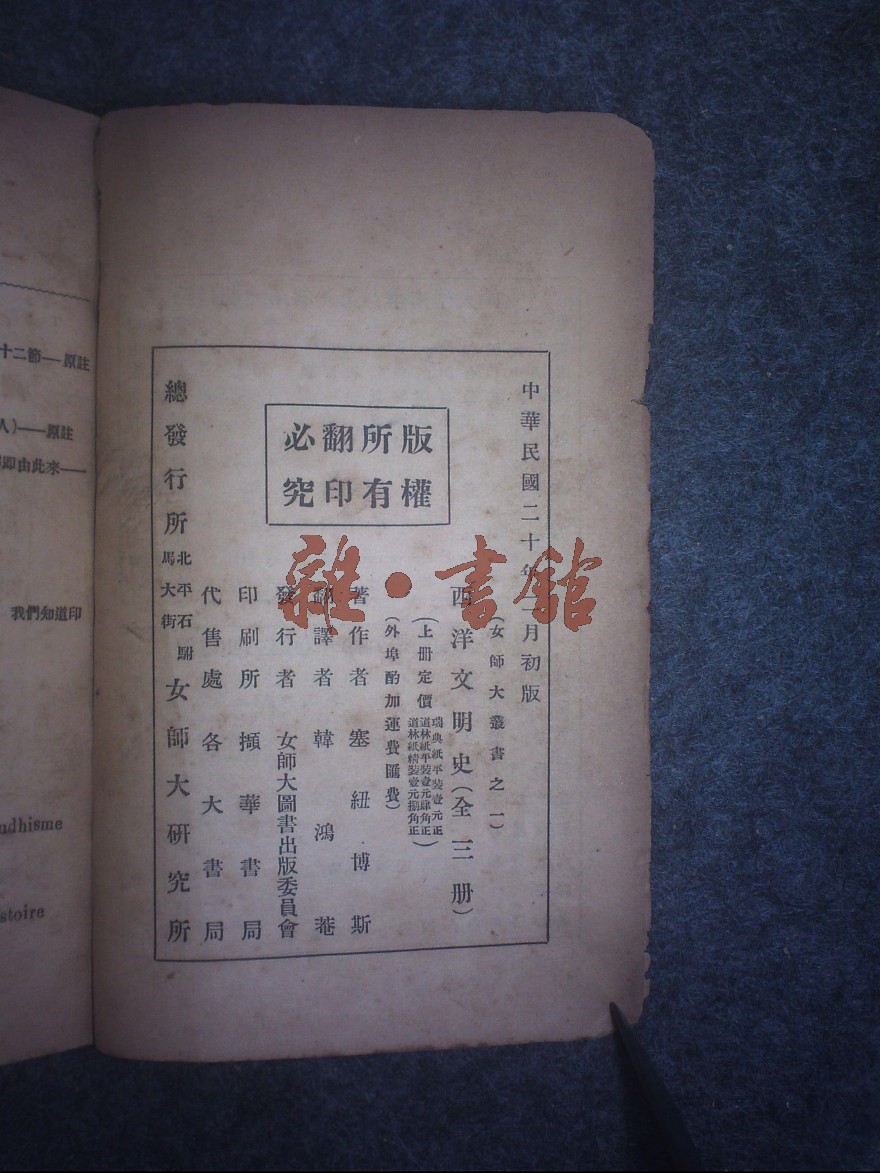 中華民國二十年二月初版
(女師大叢書之一)
西洋文明史(全三册)
(上册定價 瑞典紙平裝壹元正 道林紙平裝壹元肆角正 道林紙精裝壹元捌角正)
(外埠酌加運費匯費)
版權所有
翻印必究
著作者 塞紐博斯
翻譯者 韓鴻菴
發行者 女師大圖書出版委員會
印刷所 擷華書局
代售處 各大書局
總發行所 北平石駙馬大街 女師大研究所
雜·書館
十二節—原註
人)——原註
即由此來——
我們知道印
udhisme
stoire